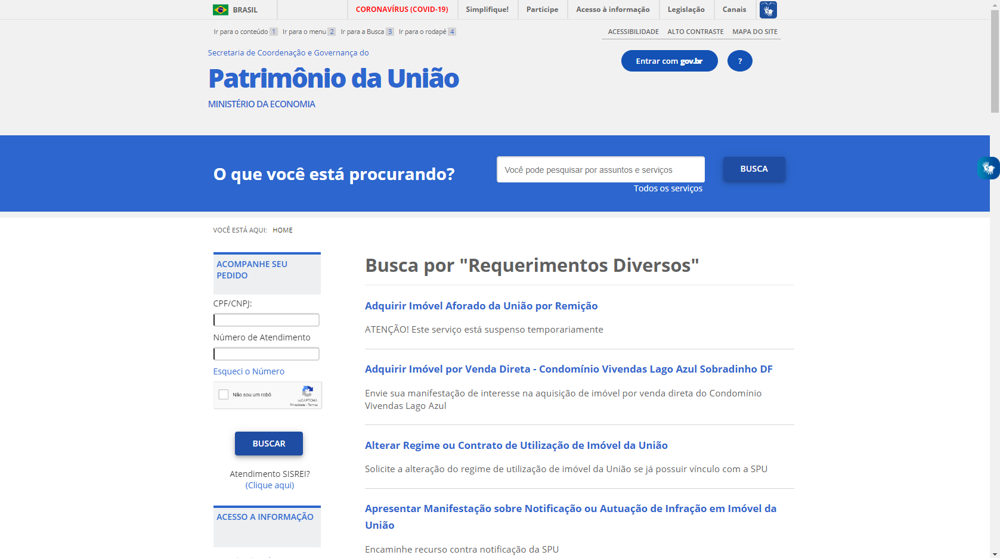 BRASIL
CORONAVÍRUS (COVID-19)
Simplifique!
Participe
Acesso à informação
Legislação
Canais
Ir para o conteúdo 1
Ir para o menu 2
Ir para a Busca 3
Ir para o rodapé 4
ACESSIBILIDADE
ALTO CONTRASTE
MAPA DO SITE
Secretaria de Coordenação e Governança do
Patrimônio da União
MINISTÉRIO DA ECONOMIA
Entrar com gov.br
?
O que você está procurando?
Você pode pesquisar por assuntos e serviços
BUSCA
Todos os serviços
VOCÊ ESTÁ AQUI: HOME
ACOMPANHE SEU
PEDIDO
CPF/CNPJ:
Número de Atendimento
Esqueci o Número
Não sou um robô
reCAPTCHA
Privacidade - Termos
BUSCAR
Atendimento SISREI?
(Clique aqui)
ACESSO A INFORMAÇÃO
Busca por "Requerimentos Diversos"
Adquirir Imóvel Aforado da União por Remição
ATENÇÃO! Este serviço está suspenso temporariamente
Adquirir Imóvel por Venda Direta - Condomínio Vivendas Lago Azul Sobradinho DF
Envie sua manifestação de interesse na aquisição de imóvel por venda direta do Condomínio
Vivendas Lago Azul
Alterar Regime ou Contrato de Utilização de Imóvel da União
Solicite a alteração do regime de utilização de imóvel da União se já possuir vínculo com a SPU
Apresentar Manifestação sobre Notificação ou Autuação de Infração em Imóvel da
União
Encaminhe recurso contra notificação da SPU